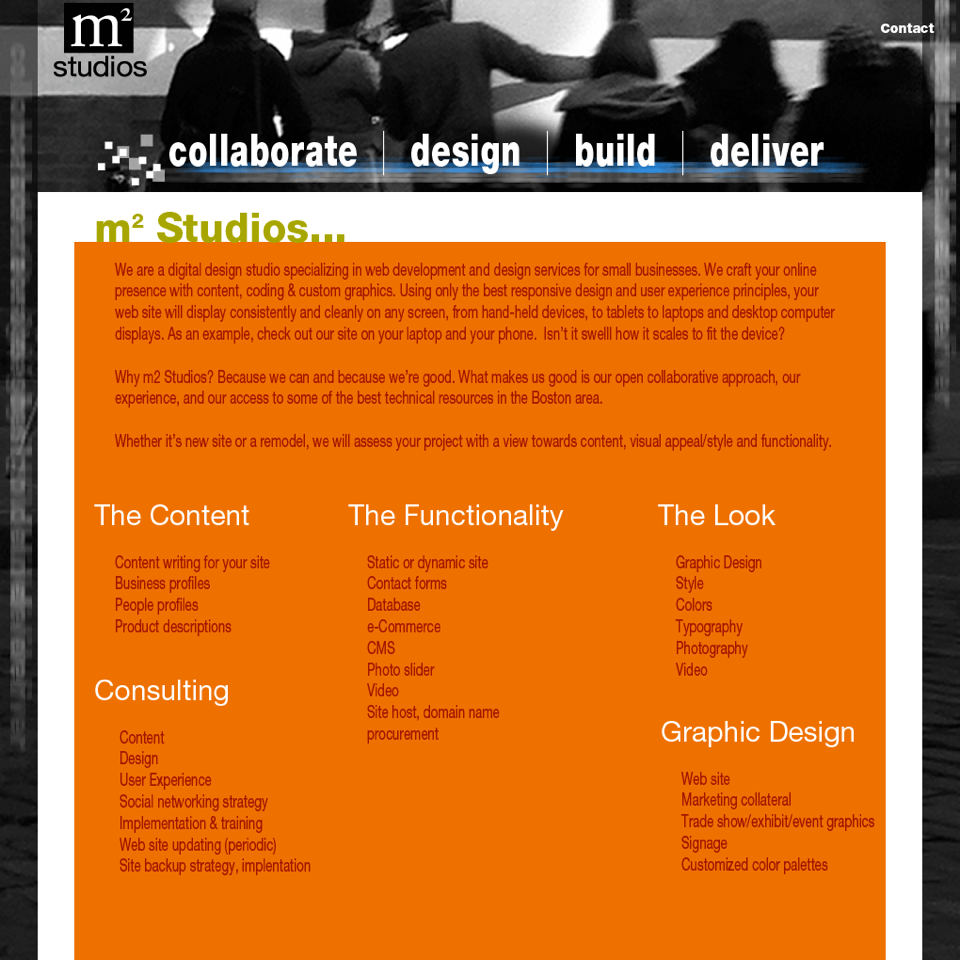 m²
studios
Contact
collaborate | design | build | deliver
m² Studios...
We are a digital design studio specializing in web development and design services for small businesses. We craft your online
presence with content, coding & custom graphics. Using only the best responsive design and user experience principles, your
web site will display consistently and cleanly on any screen, from hand-held devices, to tablets to laptops and desktop computer
displays. As an example, check out our site on your laptop and your phone.  Isn't it swelll how it scales to fit the device?
Why m2 Studios? Because we can and because we're good. What makes us good is our open collaborative approach, our
experience, and our access to some of the best technical resources in the Boston area.
Whether it's new site or a remodel, we will assess your project with a view towards content, visual appeal/style and functionality.
The Content
Content writing for your site
Business profiles
People profiles
Product descriptions
Consulting
Content
Design
User Experience
Social networking strategy
Implementation & training
Web site updating (periodic)
Site backup strategy, implentation
The Functionality
Static or dynamic site
Contact forms
Database
e-Commerce
CMS
Photo slider
Video
Site host, domain name
procurement
The Look
Graphic Design
Style
Colors
Typography
Photography
Video
Graphic Design
Web site
Marketing collateral
Trade show/exhibit/event graphics
Signage
Customized color palettes